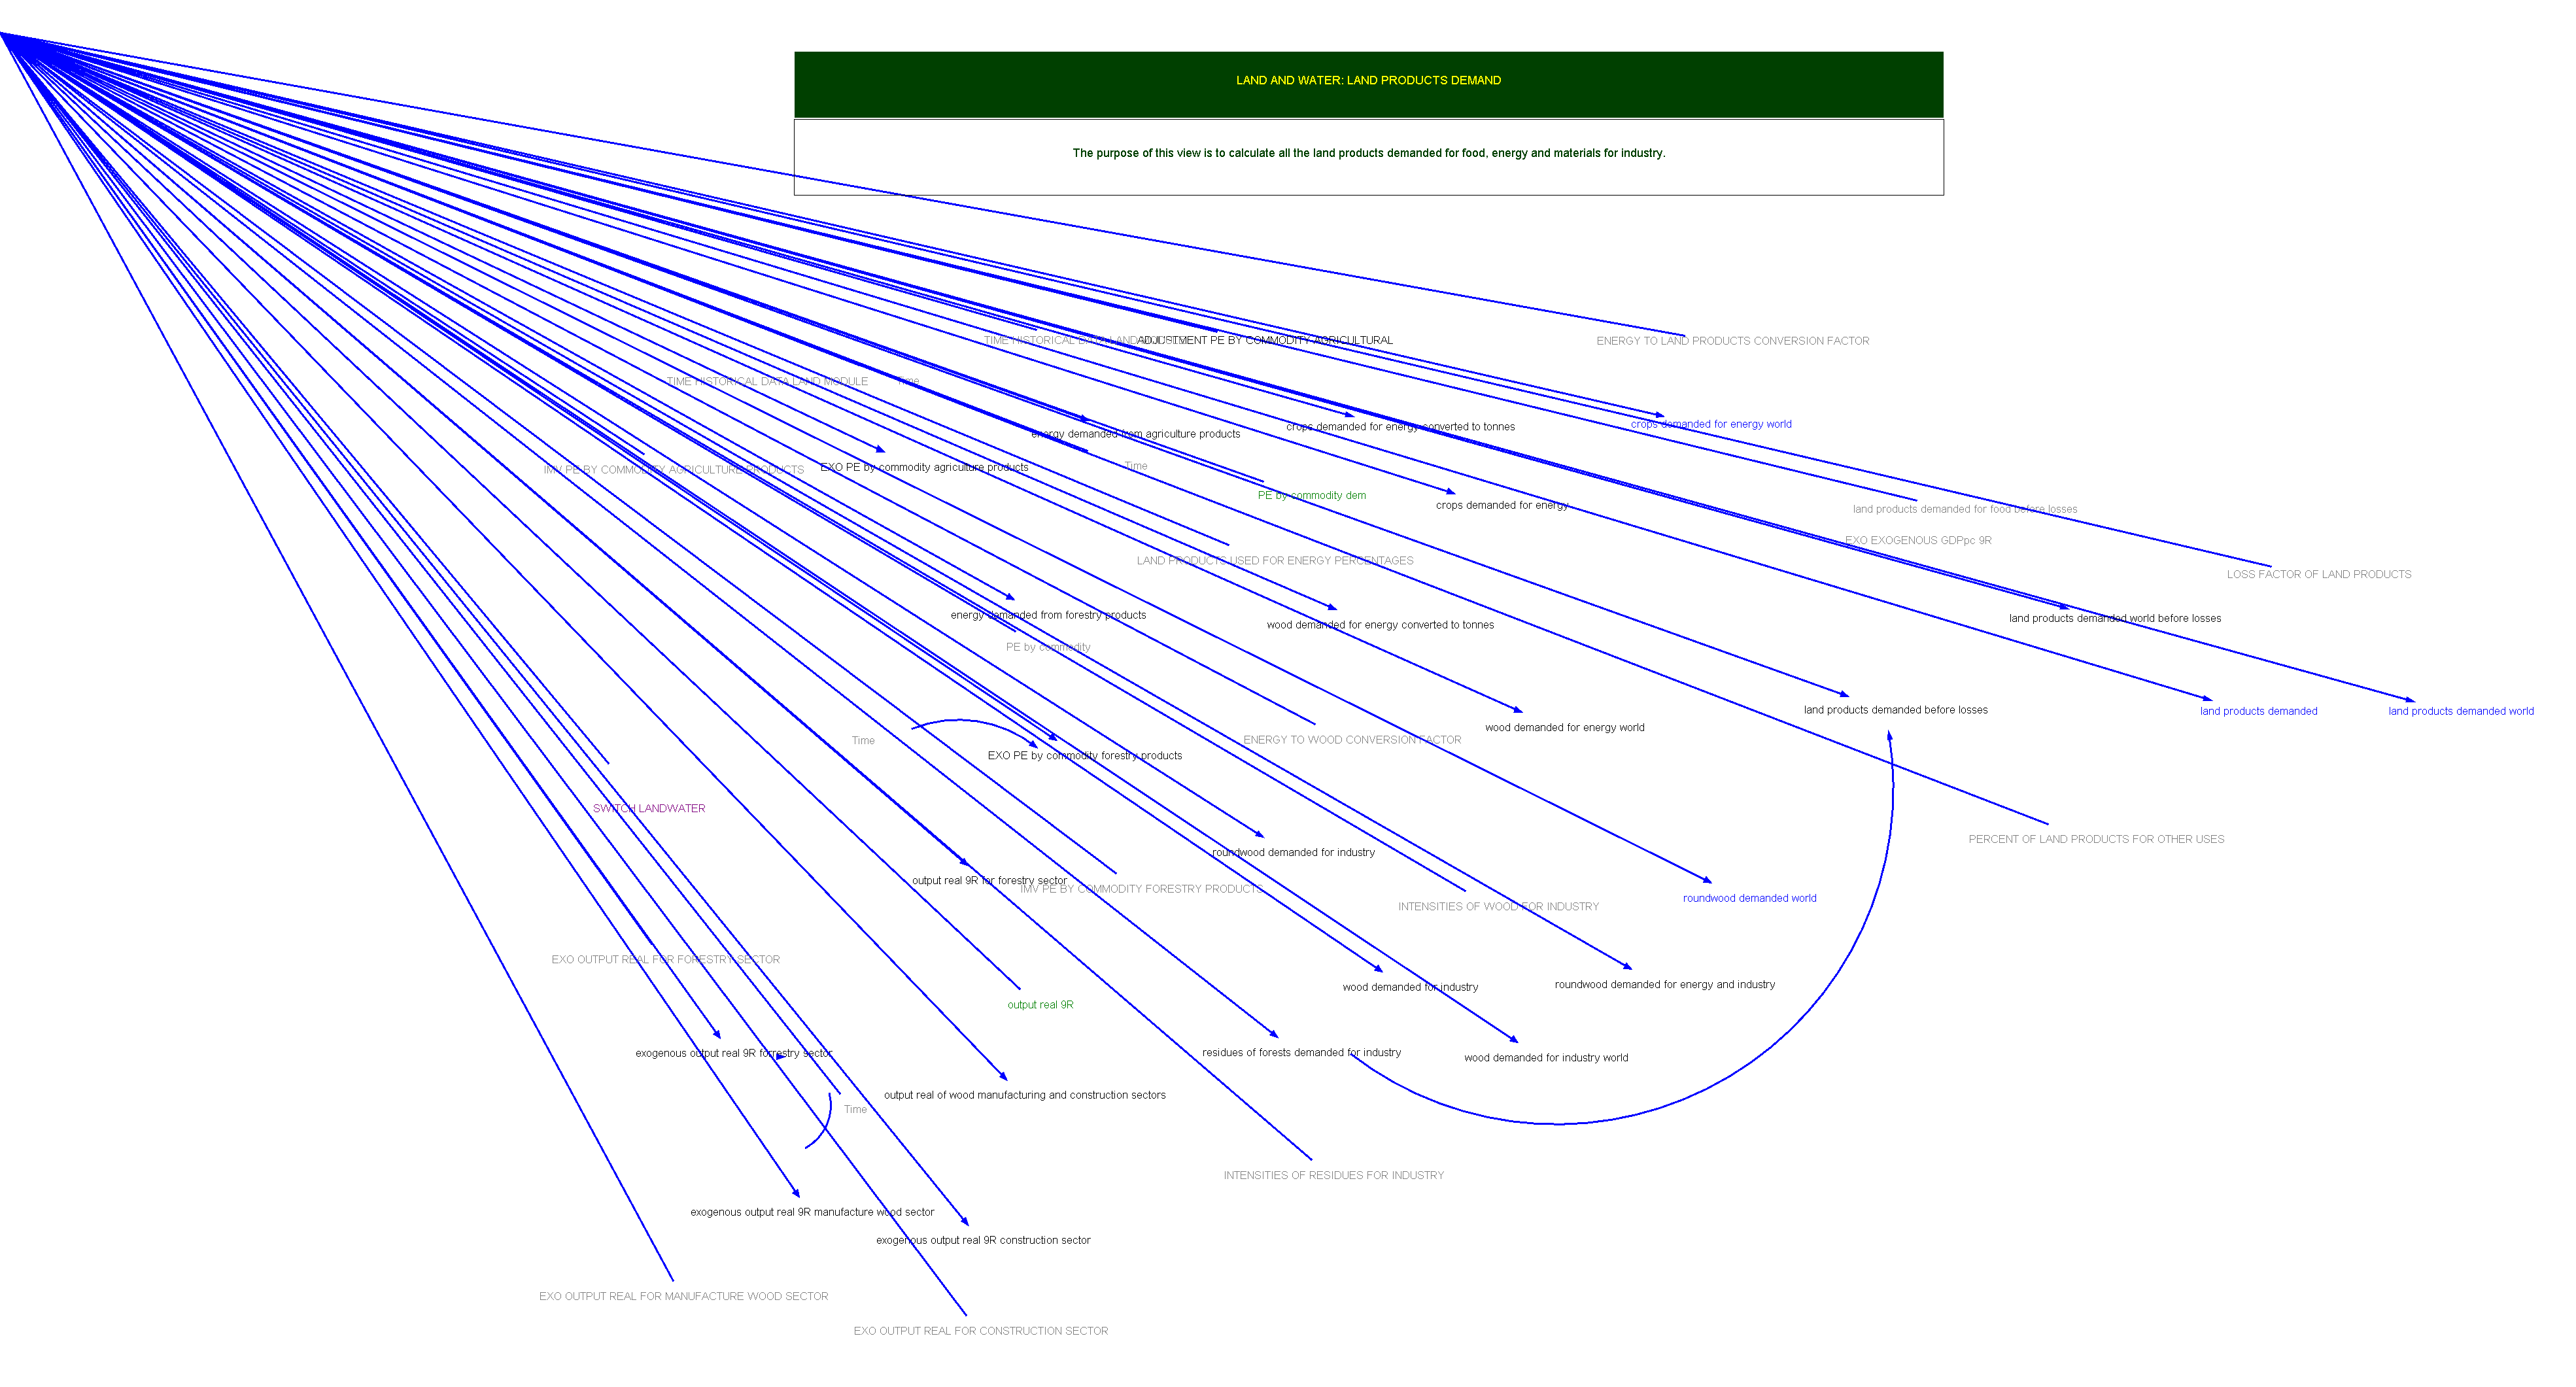 LAND AND WATER: LAND PRODUCTS DEMAND
The purpose of this view is to calculate all the land products demanded for food, energy and materials for industry.
TIME HISTORICAL DATA LAND MODULE
ADJUSTMENT PE BY COMMODITY AGRICULTURAL
ENERGY TO LAND PRODUCTS CONVERSION FACTOR
TIME HISTORICAL DATA LAND MODULE
Time
crops demanded for energy world
crops demanded for energy converted to tonnes
energy demanded from agriculture products
Time
EXO PE by commodity agriculture products
IMV PE BY COMMODITY AGRICULTURE PRODUCTS
PE by commodity dem
crops demanded for energy
land products demanded for food before losses
EXO EXOGENOUS GDPpc 9R
LAND PRODUCTS USED FOR ENERGY PERCENTAGES
LOSS FACTOR OF LAND PRODUCTS
energy demanded from forestry products
land products demanded world before losses
wood demanded for energy converted to tonnes
PE by commodity
land products demanded before losses
land products demanded
land products demanded world
wood demanded for energy world
Time
ENERGY TO WOOD CONVERSION FACTOR
EXO PE by commodity forestry products
SWITCH LANDWATER
PERCENT OF LAND PRODUCTS FOR OTHER USES
roundwood demanded for industry
output real 9R for forestry sector
IMV PE BY COMMODITY FORESTRY PRODUCTS
roundwood demanded world
INTENSITIES OF WOOD FOR INDUSTRY
EXO OUTPUT REAL FOR FORESTRY SECTOR
roundwood demanded for energy and industry
wood demanded for industry
output real 9R
exogenous output real 9R forrestry sector
residues of forests demanded for industry
wood demanded for industry world
output real of wood manufacturing and construction sectors
Time
INTENSITIES OF RESIDUES FOR INDUSTRY
exogenous output real 9R manufacture wood sector
exogenous output real 9R construction sector
EXO OUTPUT REAL FOR MANUFACTURE WOOD SECTOR
EXO OUTPUT REAL FOR CONSTRUCTION SECTOR